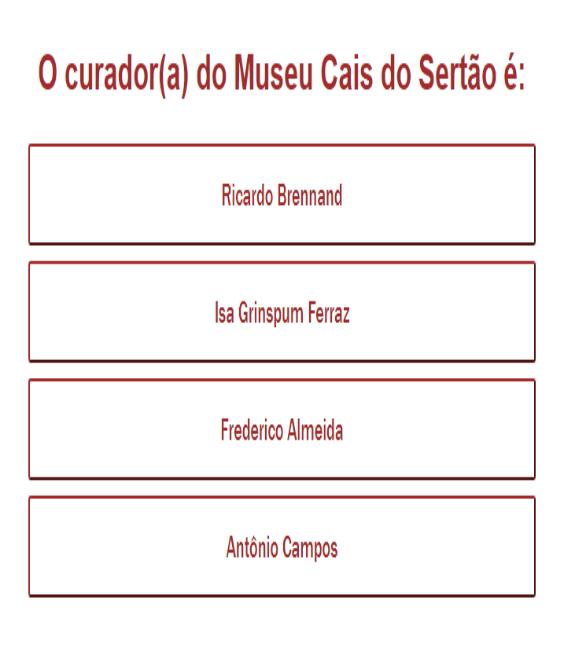 O curador(a) do Museu Cais do Sertão é:
Ricardo Brennand
Isa Grinspum Ferraz
Frederico Almeida
Antônio Campos